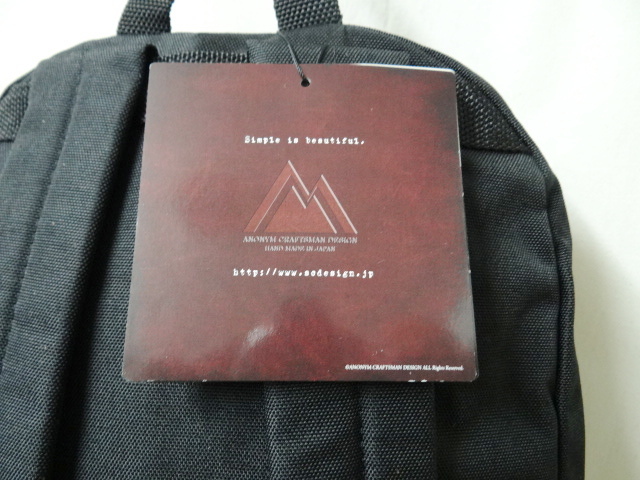 Simple is beautiful.
ANONYM CRAFTSMAN DESIGN
HAND MADE IN JAPAN
http://www.acdesign.jp
©ANONYM CRAFTSMAN DESIGN ALL Rights Reserved.